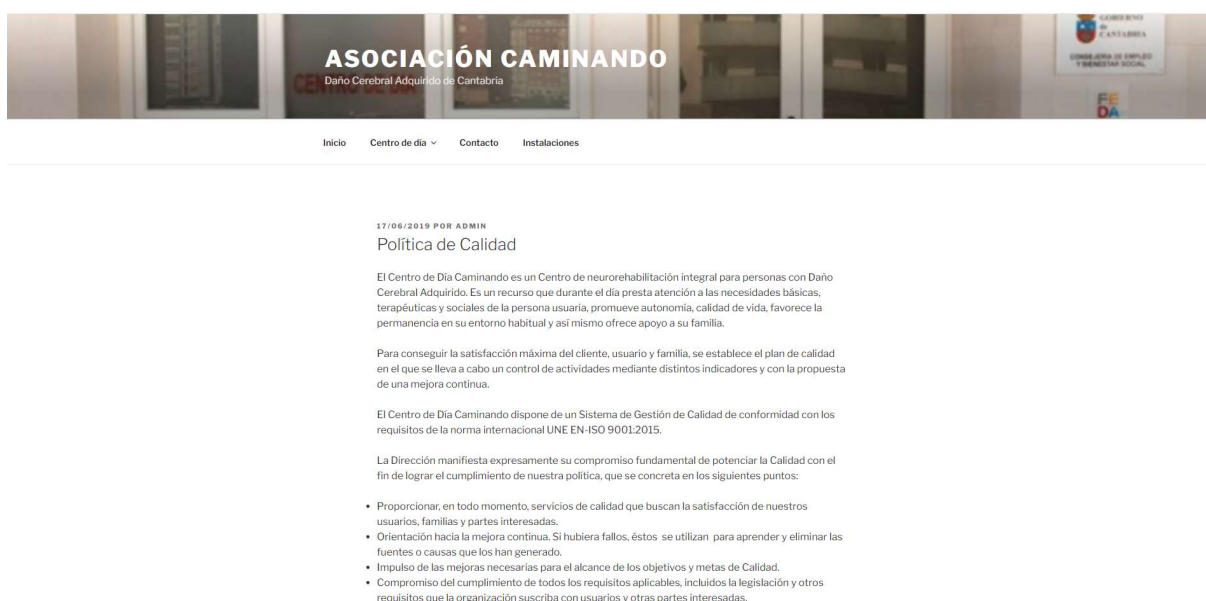 GOBIERNO
de
CANTABRIA
CONSEJERÍA DE EMPLEO
Y BIENESTAR SOCIAL
ASOCIACIÓN CAMINANDO
Daño Cerebral Adquirido de Cantabria
CENTRO DE DIA
FE
DA
Inicio Centro de día Contacto Instalaciones
17/06/2019 POR ADMIN
Política de Calidad
El Centro de Día Caminando es un Centro de neurorehabilitación integral para personas con Daño
Cerebral Adquirido. Es un recurso que durante el día presta atención a las necesidades básicas,
terapéuticas y sociales de la persona usuaria, promueve autonomía, calidad de vida, favorece la
permanencia en su entorno habitual y así mismo ofrece apoyo a su familia.
Para conseguir la satisfacción máxima del cliente, usuario y familia, se establece el plan de calidad
en el que se lleva a cabo un control de actividades mediante distintos indicadores y con la propuesta
de una mejora continua.
El Centro de Día Caminando dispone de un Sistema de Gestión de Calidad de conformidad con los
requisitos de la norma internacional UNE EN-ISO 9001:2015.
La Dirección manifiesta expresamente su compromiso fundamental de potenciar la Calidad con el
fin de lograr el cumplimiento de nuestra política, que se concreta en los siguientes puntos:
• Proporcionar, en todo momento, servicios de calidad que buscan la satisfacción de nuestros
usuarios, familias y partes interesadas.
• Orientación hacia la mejora continua. Si hubiera fallos, éstos se utilizan para aprender y eliminar las
fuentes o causas que los han generado.
• Impulso de las mejoras necesarias para el alcance de los objetivos y metas de Calidad.
• Compromiso del cumplimiento de todos los requisitos aplicables, incluidos la legislación y otros
requisitos que la organización suscriba con usuarios y otras partes interesadas.